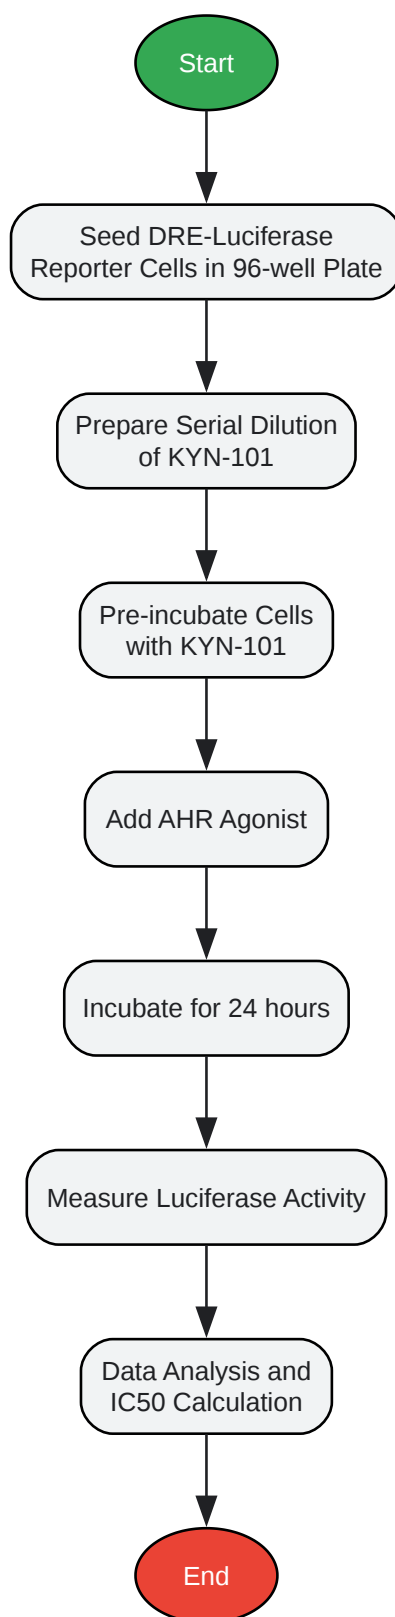 Start
Seed DRE-Luciferase
Reporter Cells in 96-well Plate
Prepare Serial Dilution
of KYN-101
Pre-incubate Cells
with KYN-101
Add AHR Agonist
Incubate for 24 hours
Measure Luciferase Activity
Data Analysis and
IC50 Calculation
End